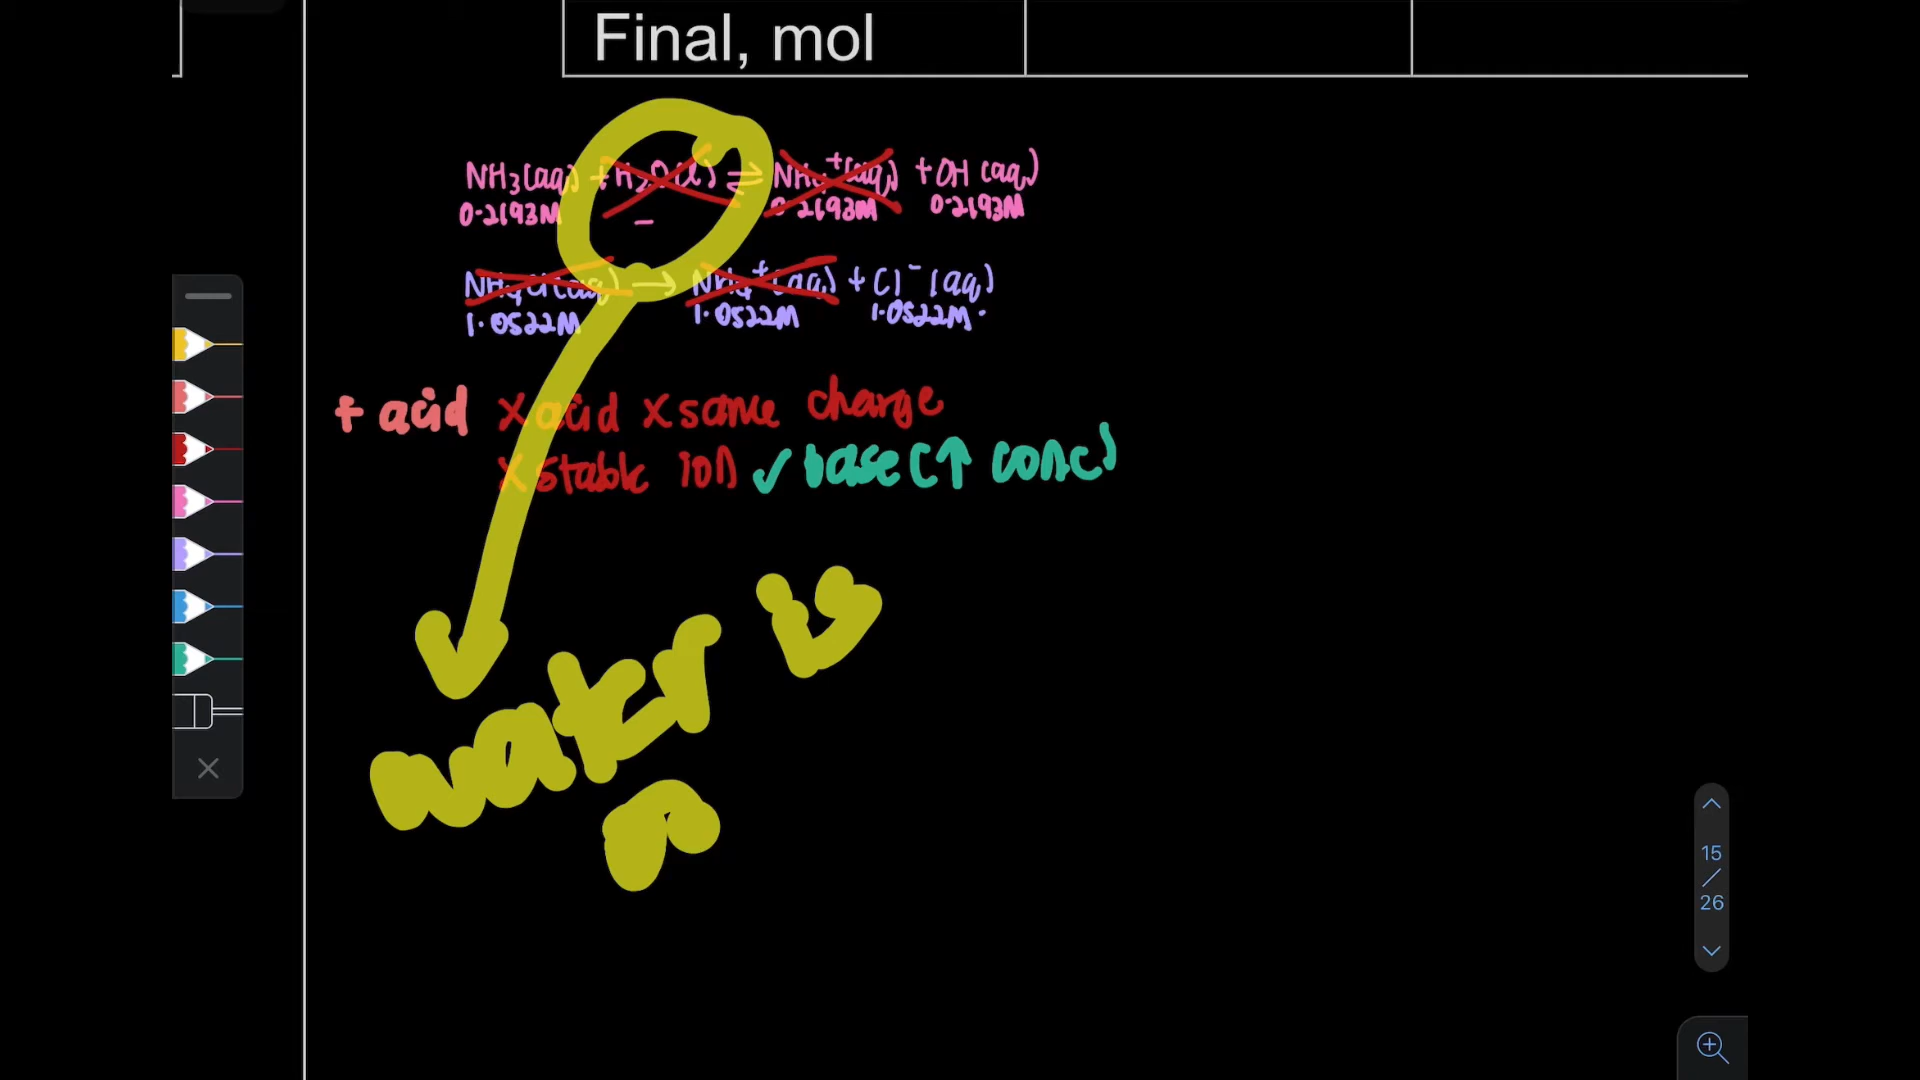 Final, mol
NH₃(aq) + H₂O(l) ⇌ NH₄⁺(aq) + OH (aq)
0.2193M - 0.2193M 0.2193M
NH₄Cl(aq) → NH₄⁺(aq) + Cl⁻(aq)
1.0522M 1.0522M 1.0522M.
+ acid x acid x same charge
x stable ion ✓ base (↑ conc)
water is
15
/
26